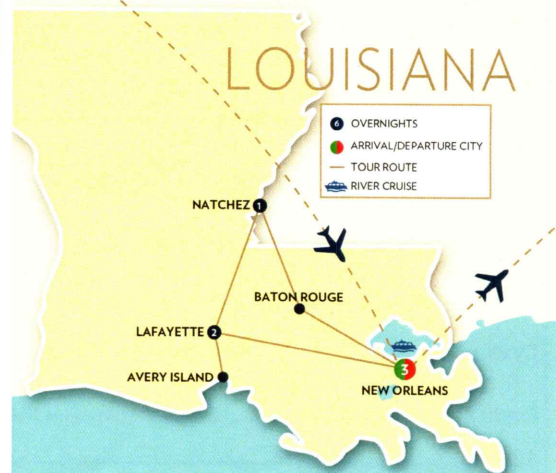 LOUISIANA
6 OVERNIGHTS
ARRIVAL/DEPARTURE CITY
TOUR ROUTE
RIVER CRUISE
NATCHEZ 1
BATON ROUGE
LAFAYETTE 2
AVERY ISLAND
3
NEW ORLEANS